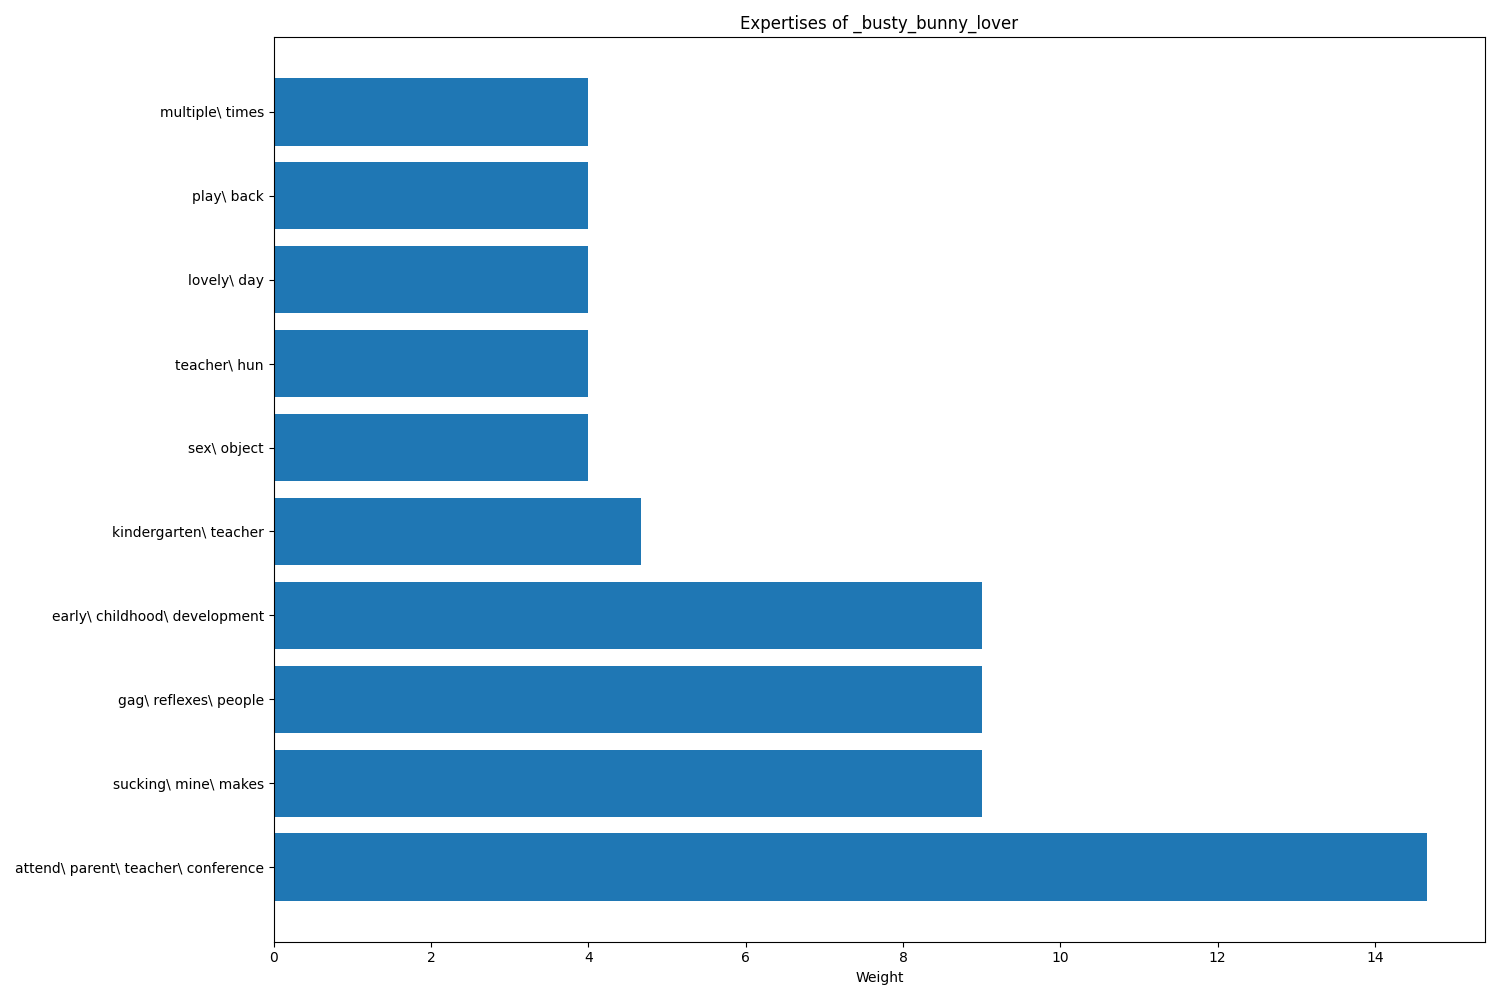 Expertises of _busty_bunny_lover
multiple\ times
play\ back
lovely\ day
teacher\ hun
sex\ object
kindergarten\ teacher
early\ childhood\ development
gag\ reflexes\ people
sucking\ mine\ makes
attend\ parent\ teacher\ conference
0 2 4 6 8 10 12 14
Weight